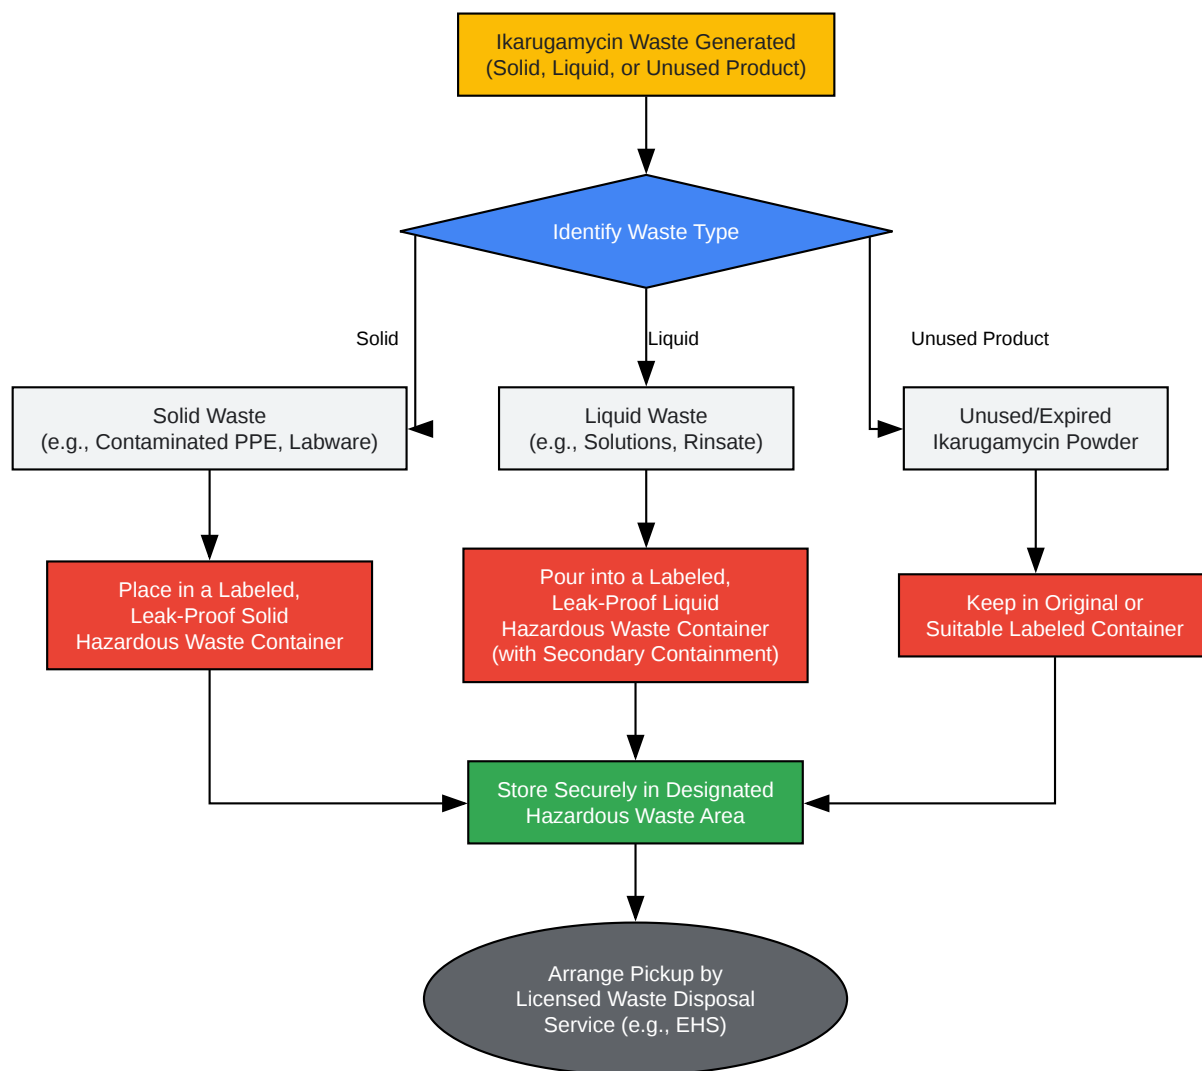 Ikarugamycin Waste Generated
(Solid, Liquid, or Unused Product)
Identify Waste Type
Solid
Liquid
Unused Product
Solid Waste
(e.g., Contaminated PPE, Labware)
Liquid Waste
(e.g., Solutions, Rinsate)
Unused/Expired
Ikarugamycin Powder
Place in a Labeled,
Leak-Proof Solid
Hazardous Waste Container
Pour into a Labeled,
Leak-Proof Liquid
Hazardous Waste Container
(with Secondary Containment)
Keep in Original or
Suitable Labeled Container
Store Securely in Designated
Hazardous Waste Area
Arrange Pickup by
Licensed Waste Disposal
Service (e.g., EHS)